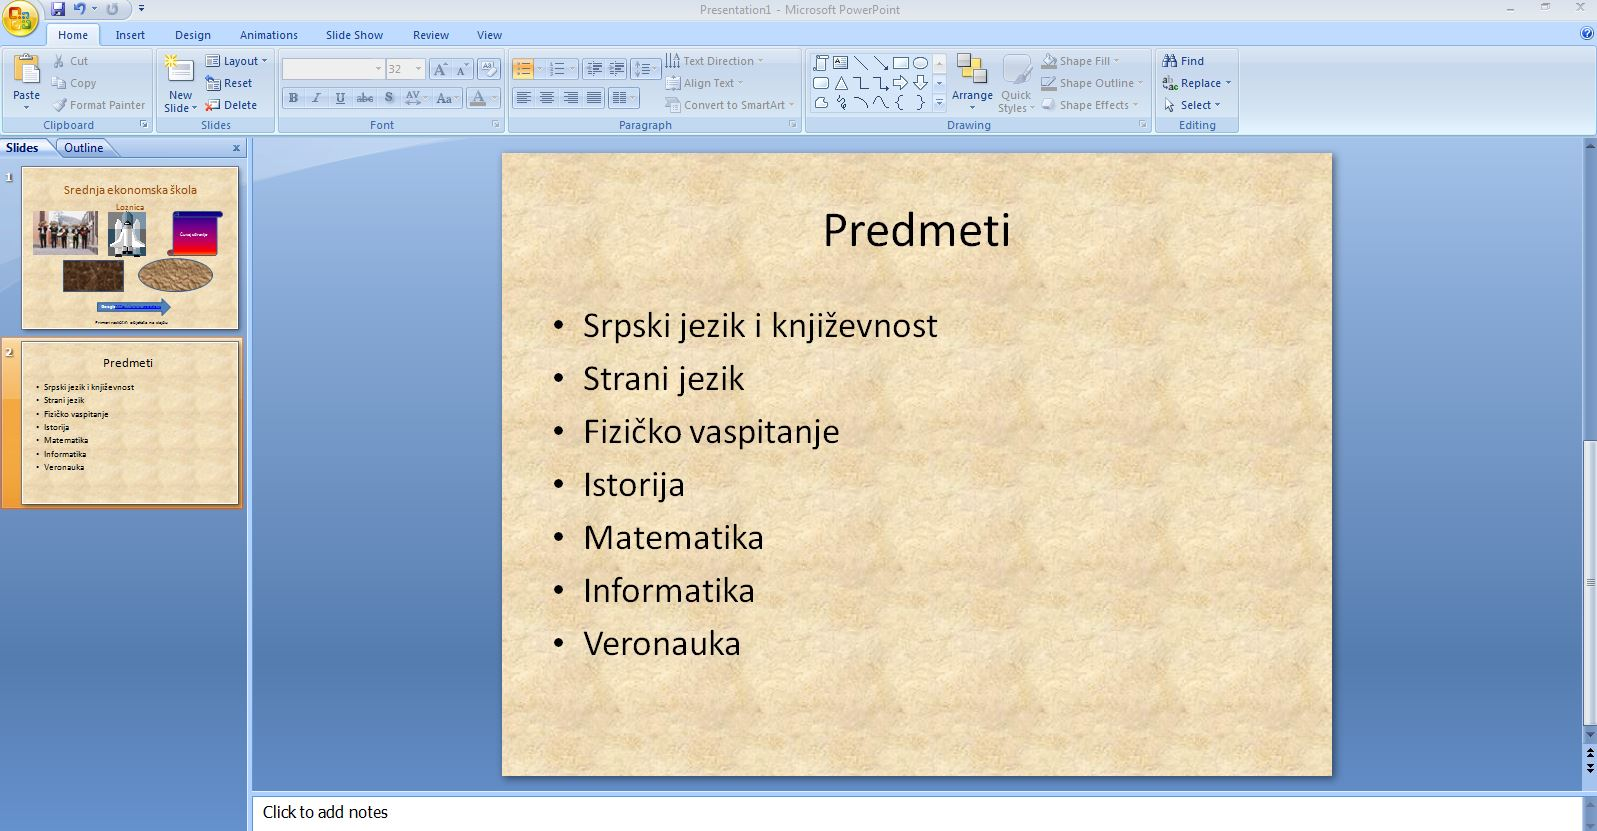 Presentation1 - Microsoft PowerPoint
Home Insert Design Animations Slide Show Review View
Cut
Copy
Format Painter
Paste
Clipboard
New Slide
Layout
Reset
Delete
Slides
32
B I U abc S AV Aa A
Font
Text Direction
Align Text
Convert to SmartArt
Paragraph
Arrange
Quick Styles
Shape Fill
Shape Outline
Shape Effects
Drawing
Find
Replace
Select
Editing
Slides Outline x
1
Srednja ekonomska škola
Loznica
2
Predmeti
• Srpski jezik i književnost
• Strani jezik
• Fizičko vaspitanje
• Istorija
• Matematika
• Informatika
• Veronauka
Predmeti
• Srpski jezik i književnost
• Strani jezik
• Fizičko vaspitanje
• Istorija
• Matematika
• Informatika
• Veronauka
Click to add notes